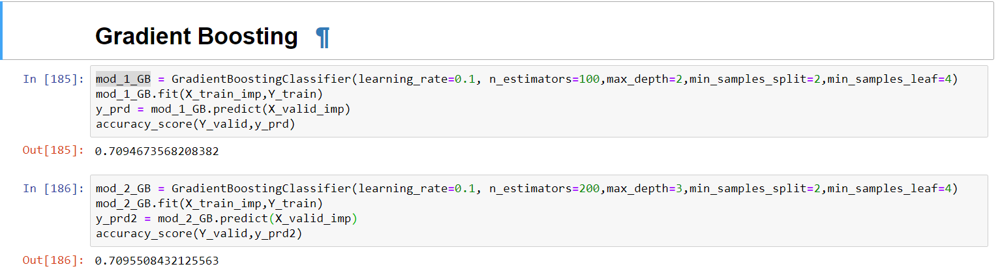 Gradient Boosting ¶
In [185]: mod_1_GB = GradientBoostingClassifier(learning_rate=0.1, n_estimators=100,max_depth=2,min_samples_split=2,min_samples_leaf=4)
mod_1_GB.fit(X_train_imp,Y_train)
y_prd = mod_1_GB.predict(X_valid_imp)
accuracy_score(Y_valid,y_prd)
Out[185]: 0.7094673568208382
In [186]: mod_2_GB = GradientBoostingClassifier(learning_rate=0.1, n_estimators=200,max_depth=3,min_samples_split=2,min_samples_leaf=4)
mod_2_GB.fit(X_train_imp,Y_train)
y_prd2 = mod_2_GB.predict(X_valid_imp)
accuracy_score(Y_valid,y_prd2)
Out[186]: 0.7095508432125563